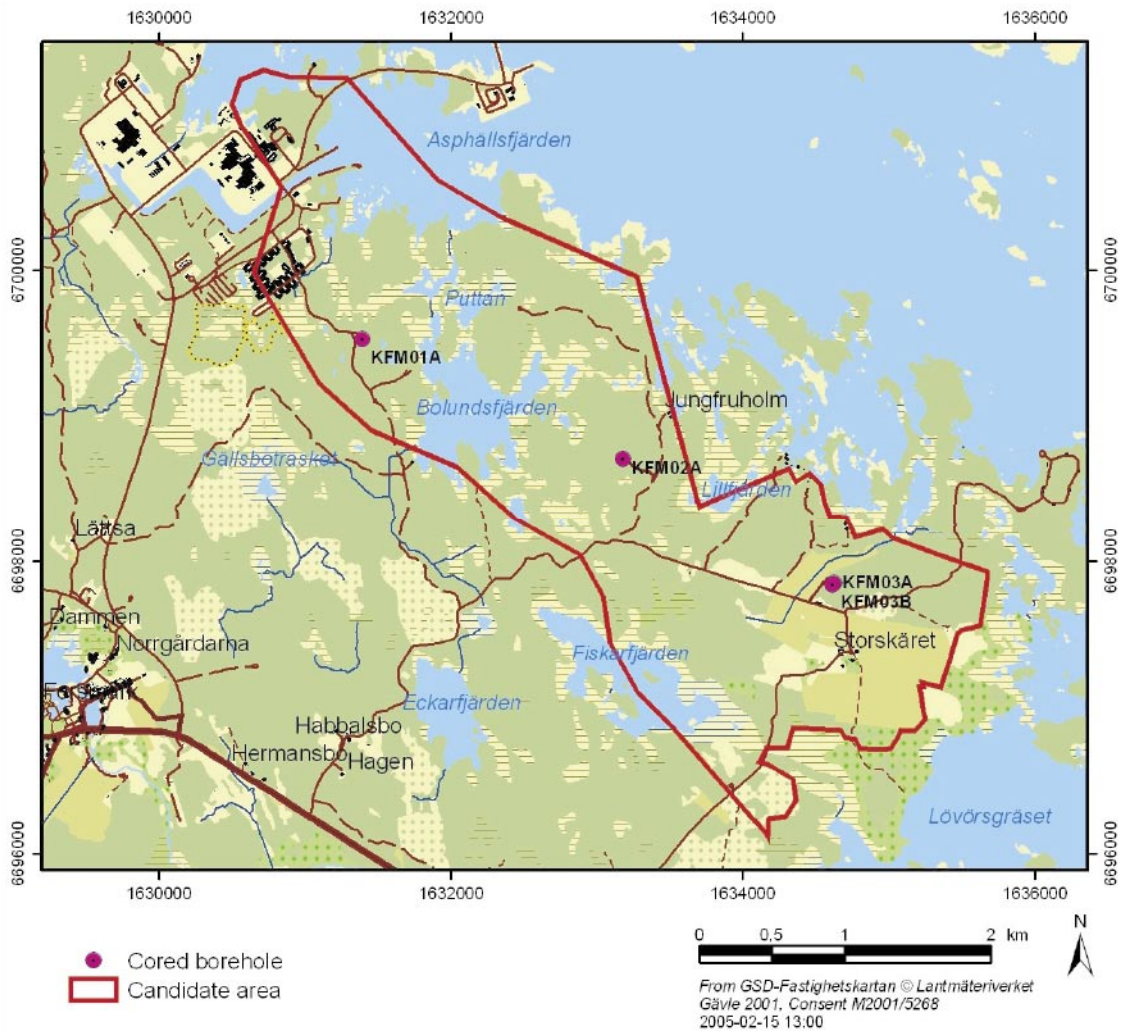 1630000 1632000 1634000 1636000
Asphällsfjärden
6700000 6700000
Puttan
KFM01A
Jungfruholm
Bolundsfjärden
Gällsboträsket
KFM02A
Lillfjärden
Lättsa
6698000 6698000
KFM03A
KFM03B
Dammen
Norrgårdarna
Storskäret
Fiskarfjärden
Eckarfjärden
Habbalsbo
Hermansbo
Hagen
Lövörsgräset
6696000 6696000
1630000 1632000 1634000 1636000
Cored borehole
Candidate area
0 0,5 1 2 km
N
From GSD-Fastighetskartan © Lantmäteriverket
Gävle 2001, Consent M2001/5268
2005-02-15 13:00